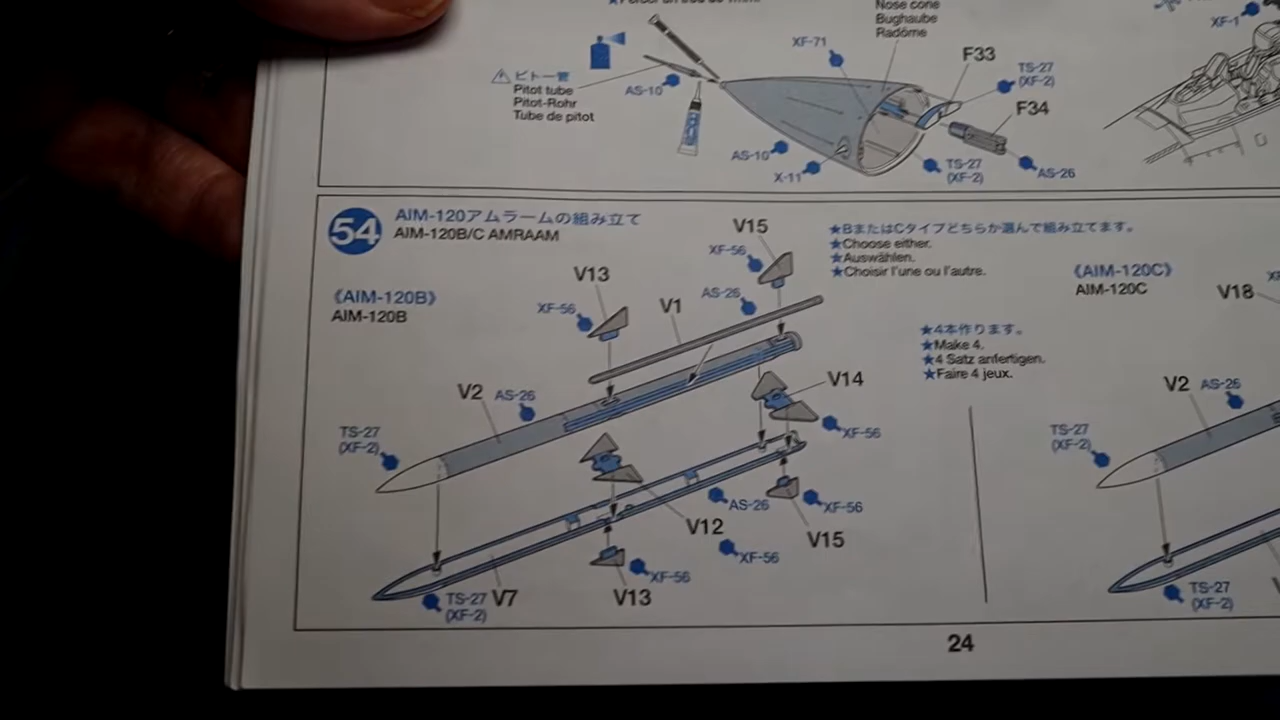 Nose cone
Bughaube
Radôme
XF-1
XF-71
F33
TS-27
(XF-2)
ピトー管
Pitot tube
Pitot-Rohr
Tube de pitot
AS-10
F34
AS-10
X-11
TS-27
(XF-2)
AS-26
54
AIM-120アムラームの組み立て
AIM-120B/C AMRAAM
《AIM-120B》
AIM-120B
V15
XF-56
V13
XF-56
AS-26
V1
★BまたはCタイプどちらか選んで組み立てます。
★Choose either.
★Auswählen.
★Choisir l'une ou l'autre.
《AIM-120C》
AIM-120C
V18
★4本作ります。
★Make 4.
★4 Satz anfertigen.
★Faire 4 jeux.
V2
AS-26
V14
XF-56
TS-27
(XF-2)
V2
AS-26
TS-27
(XF-2)
AS-26
XF-56
V12
V15
XF-56
XF-56
V13
TS-27
(XF-2)
V7
TS-27
(XF-2)
24